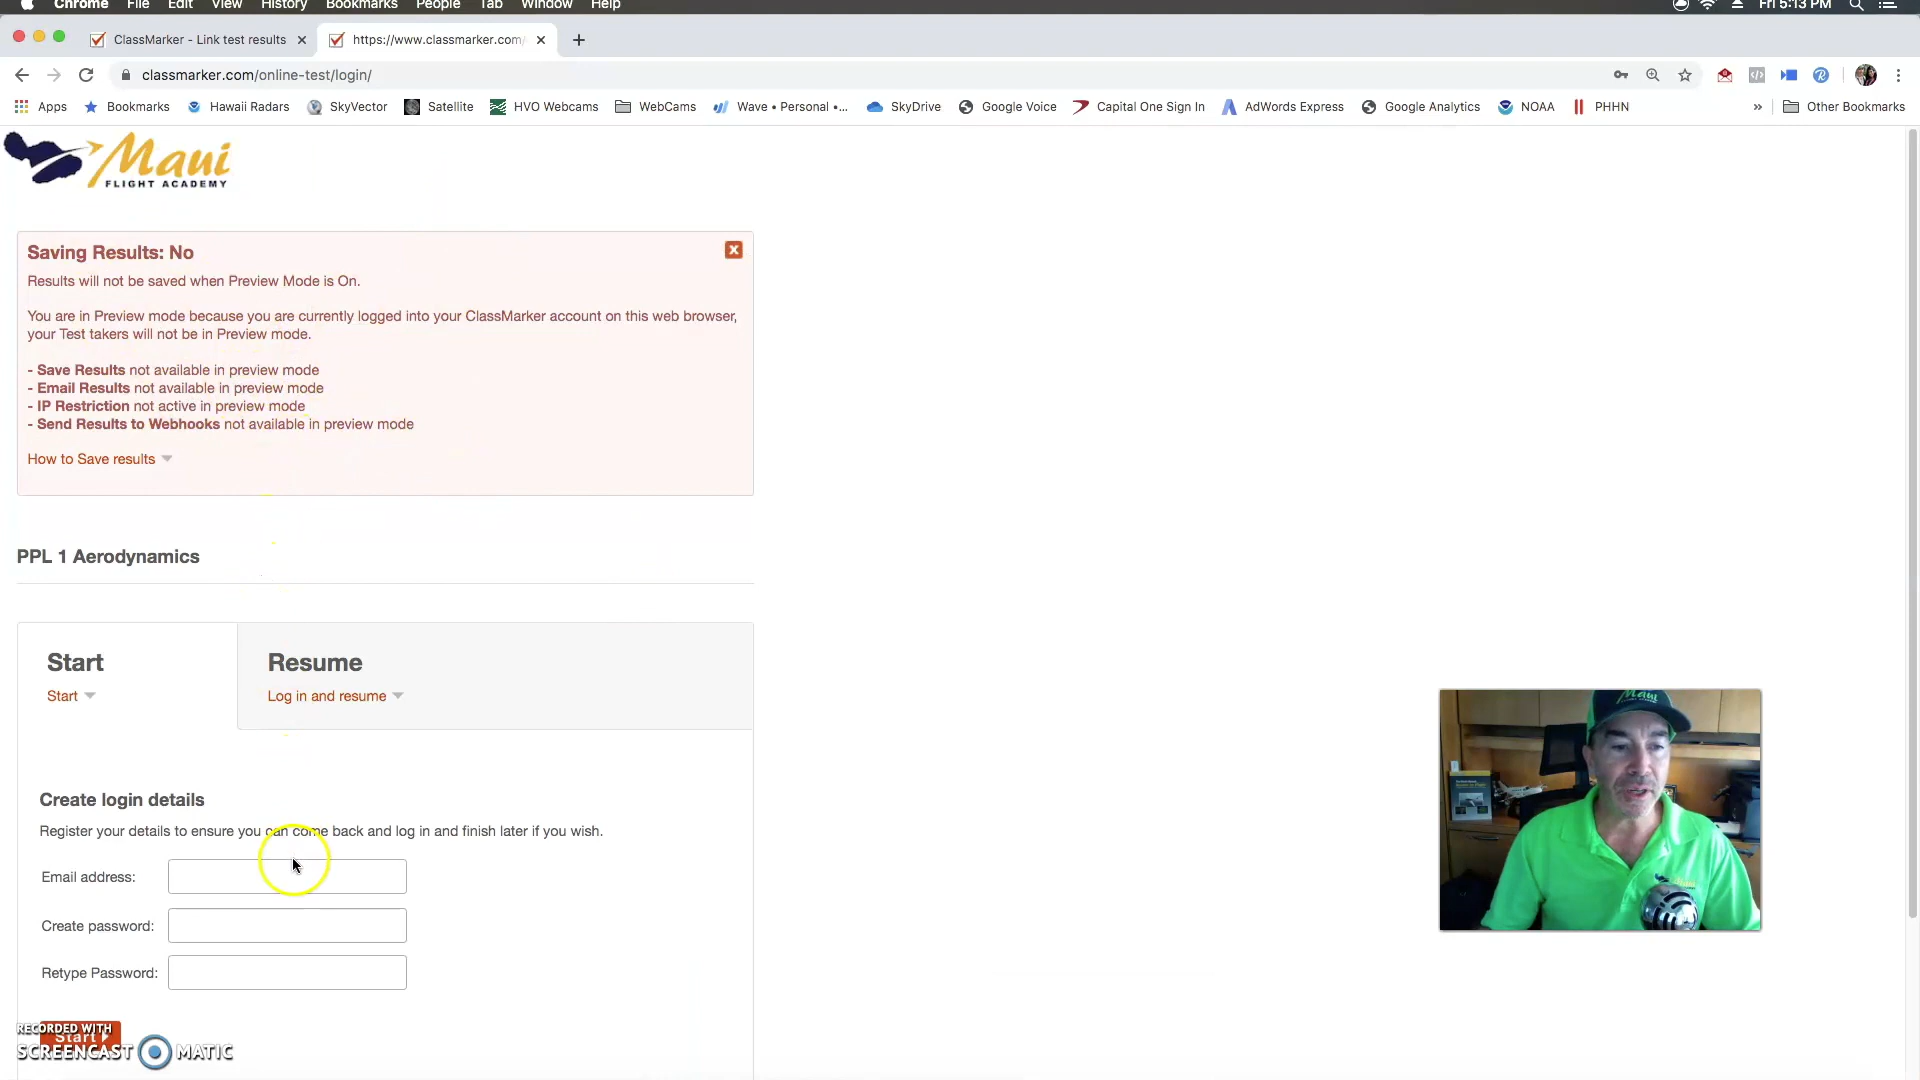 Chrome File Edit View History Bookmarks People Tab Window Help Fri 5:13 PM
ClassMarker - Link test results https://www.classmarker.com
classmarker.com/online-test/login/
Apps Bookmarks Hawaii Radars SkyVector Satellite HVO Webcams WebCams Wave • Personal •... SkyDrive Google Voice Capital One Sign In AdWords Express Google Analytics NOAA PHHN » Other Bookmarks
Maui
FLIGHT ACADEMY
Saving Results: No
Results will not be saved when Preview Mode is On.
You are in Preview mode because you are currently logged into your ClassMarker account on this web browser,
your Test takers will not be in Preview mode.
- Save Results not available in preview mode
- Email Results not available in preview mode
- IP Restriction not active in preview mode
- Send Results to Webhooks not available in preview mode
How to Save results
PPL 1 Aerodynamics
Start
Start
Resume
Log in and resume
Create login details
Register your details to ensure you can come back and log in and finish later if you wish.
Email address:
Create password:
Retype Password:
Start
RECORDED WITH
SCREENCAST MATIC
Maui